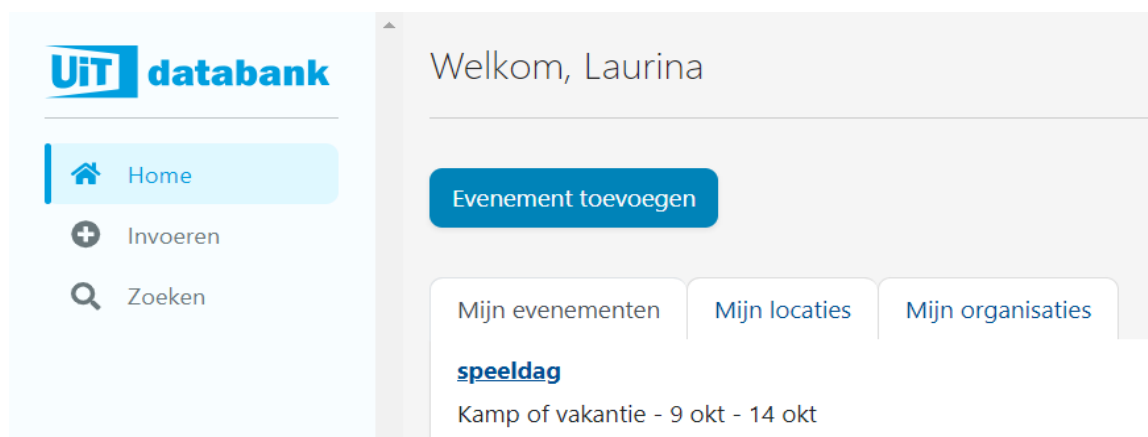 UiT databank
Home
Invoeren
Zoeken
Welkom, Laurina
Evenement toevoegen
Mijn evenementen Mijn locaties Mijn organisaties
speeldag
Kamp of vakantie - 9 okt - 14 okt